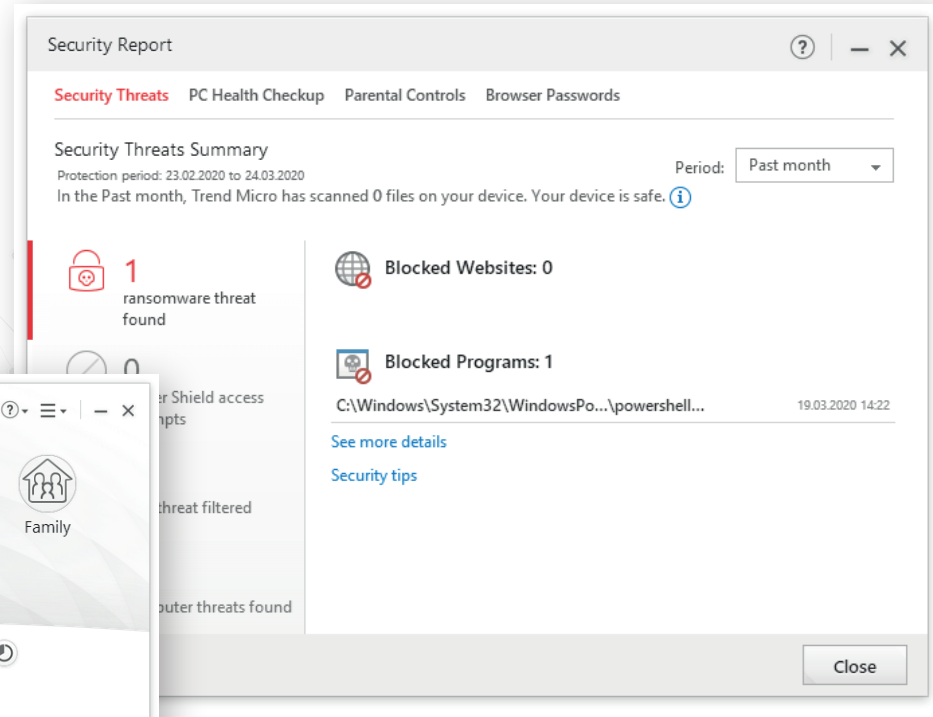 Security Report
Security Threats PC Health Checkup Parental Controls Browser Passwords
Security Threats Summary
Protection period: 23.02.2020 to 24.03.2020
In the Past month, Trend Micro has scanned 0 files on your device. Your device is safe.
Period: Past month
1
ransomware threat
found
0
Shield access
threat filtered
threats found
Blocked Websites: 0
Blocked Programs: 1
C:\Windows\System32\WindowsPo...\powershell... 19.03.2020 14:22
See more details
Security tips
Family
Close